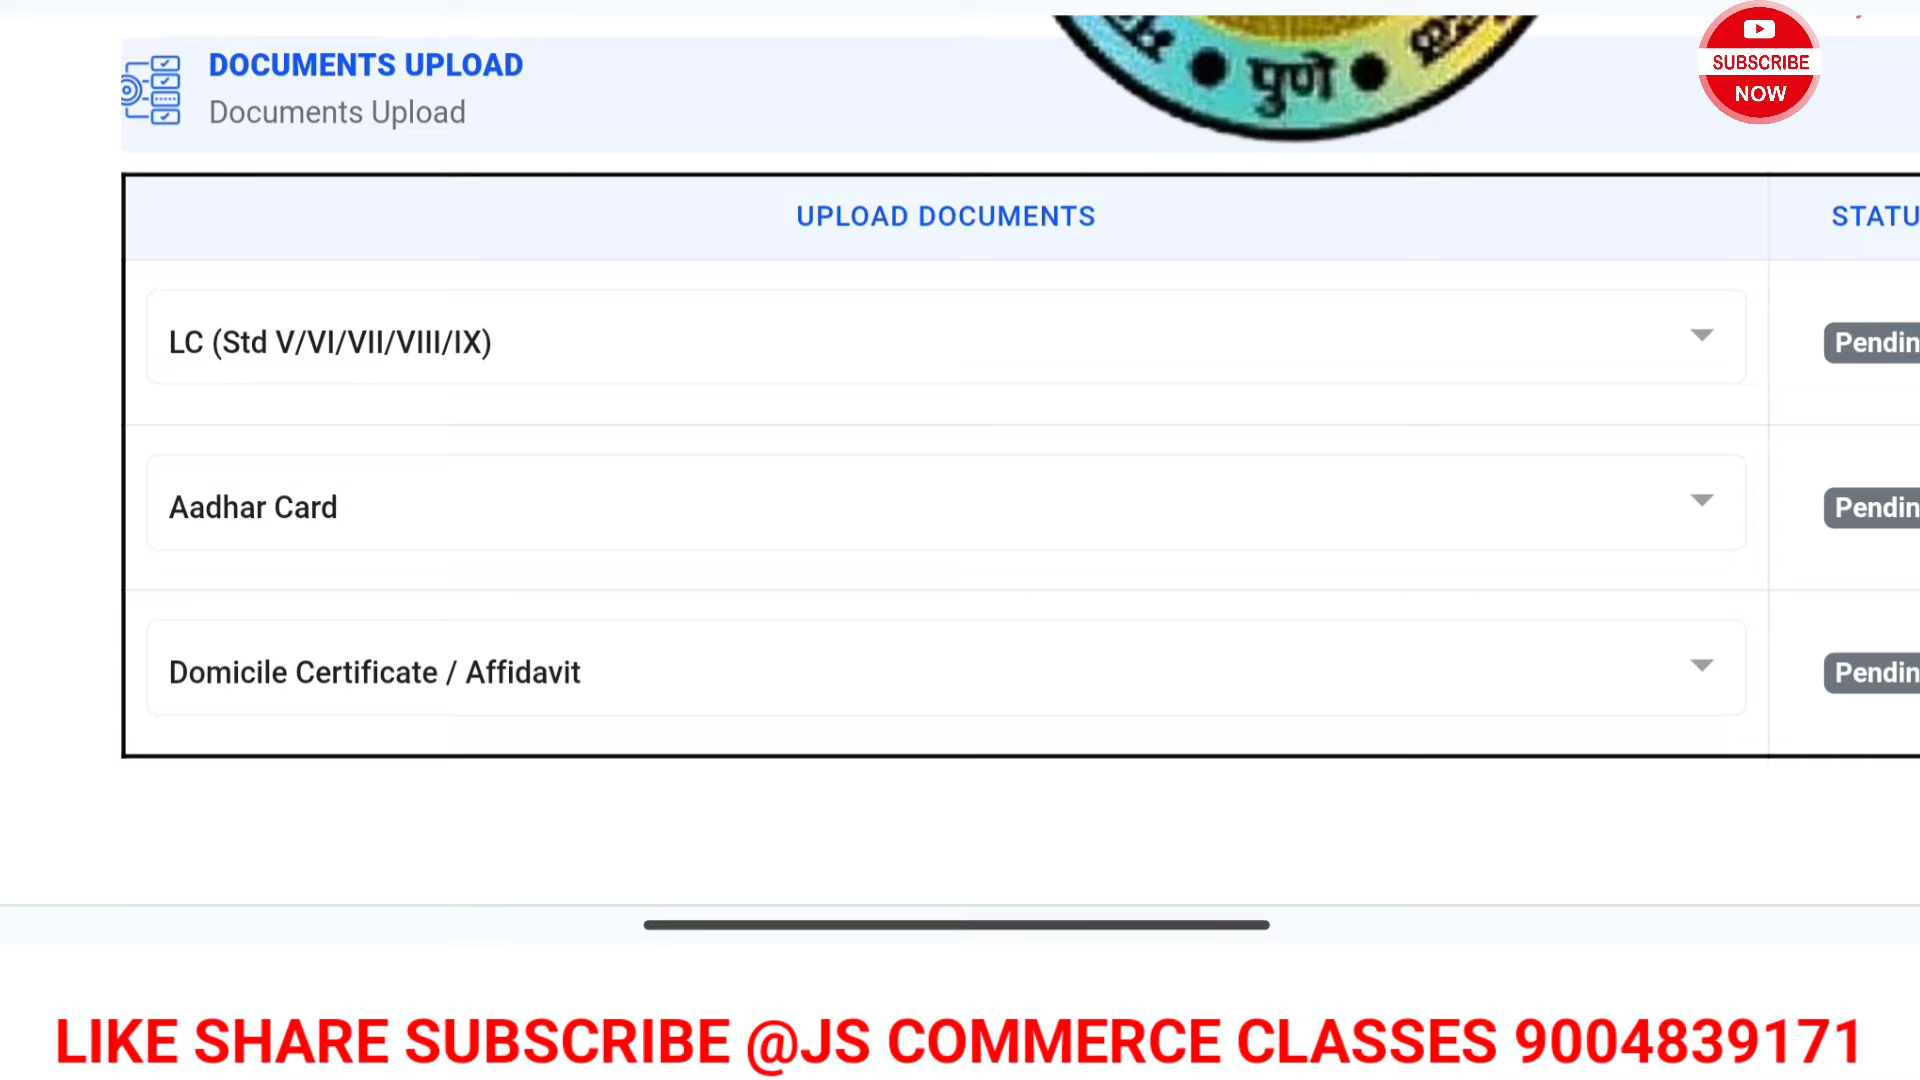 DOCUMENTS UPLOAD
Documents Upload
पुणे
SUBSCRIBE
NOW
UPLOAD DOCUMENTS
STATU
LC (Std V/VI/VII/VIII/IX)
Pendin
Aadhar Card
Pendin
Domicile Certificate / Affidavit
Pendin
LIKE SHARE SUBSCRIBE @JS COMMERCE CLASSES 9004839171